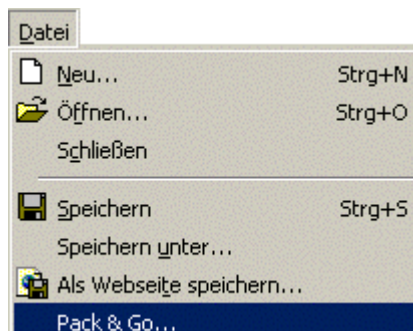 Datei
Neu... Strg+N
Öffnen... Strg+O
Schließen
Speichern Strg+S
Speichern unter...
Als Webseite speichern...
Pack & Go...